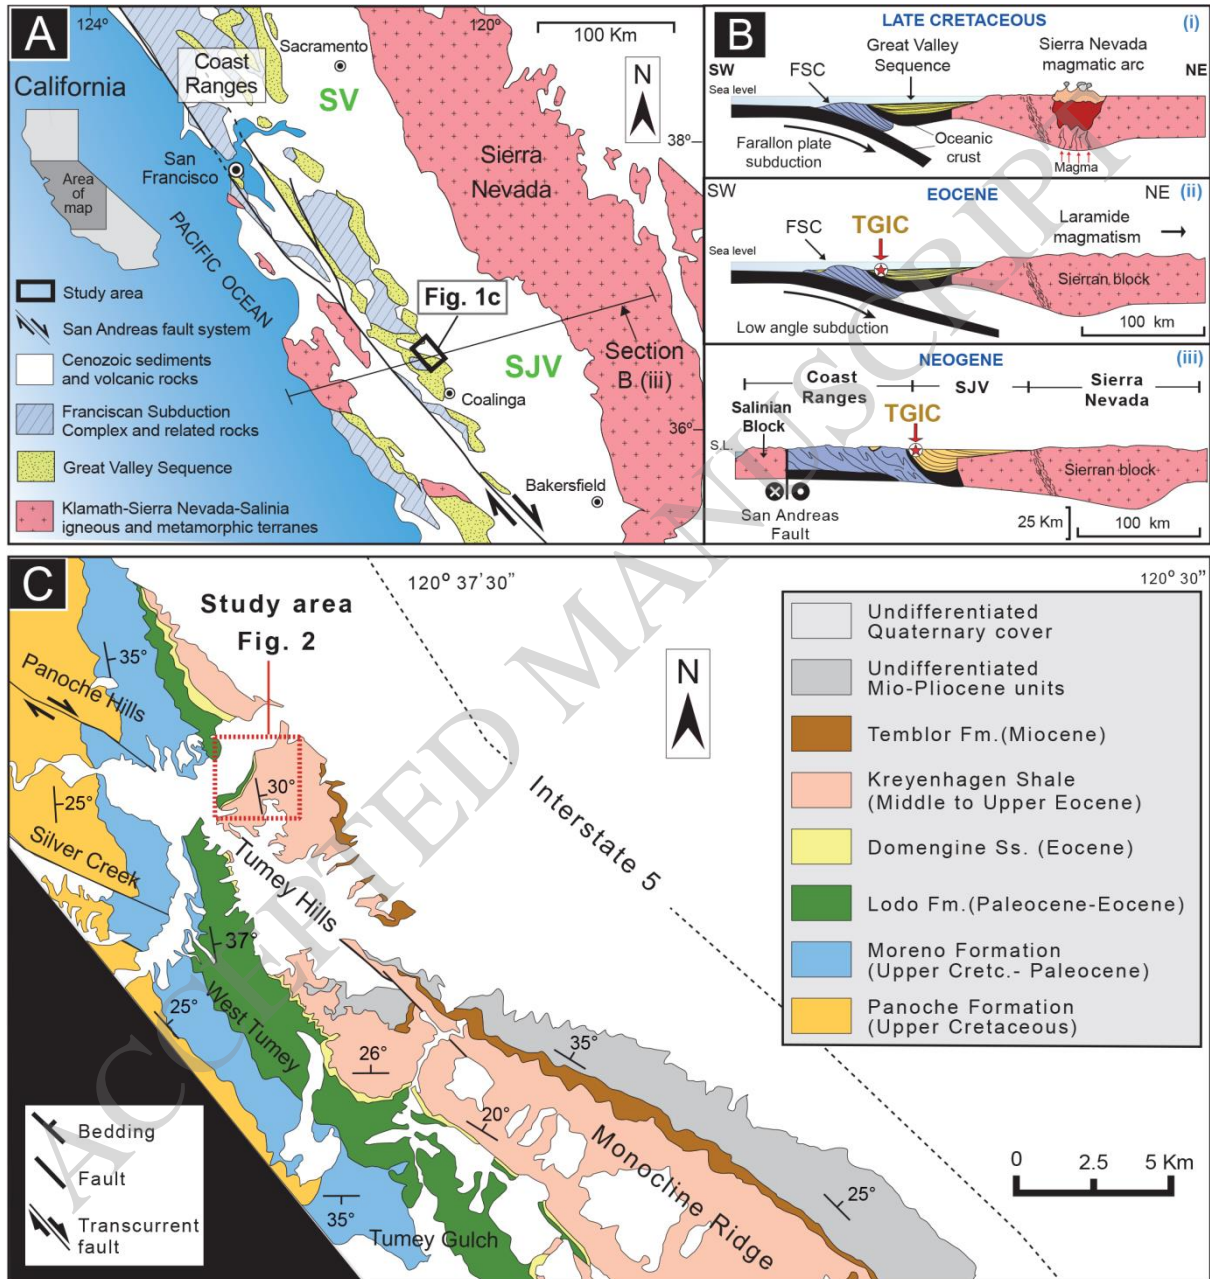 A
124°
120°
Sacramento
100 Km
Coast
Ranges
SV
N
California
38°
San
Francisco
Sierra
Nevada
Area
of
map
PACIFIC OCEAN
Study area
Fig. 1c
San Andreas fault system
Section
B.(iii)
Cenozoic sediments
and volcanic rocks
SJV
Coalinga
Franciscan Subduction
Complex and related rocks
36°
Great Valley Sequence
Bakersfield
Klamath-Sierra Nevada-Salinia
igneous and metamorphic terranes
B
LATE CRETACEOUS
(i)
Great Valley
Sequence
Sierra Nevada
magmatic arc
SW
FSC
NE
Sea level
Farallon plate
subduction
Oceanic
crust
Magma
SW
EOCENE
NE
(ii)
TGIC
Laramide
magmatism
FSC
Sea level
Sierran block
Low angle subduction
100 km
NEOGENE
(iii)
Coast
Ranges
SJV
Sierra
Nevada
Salinian
Block
TGIC
S.L.
Sierran block
San Andreas
Fault
25 Km
100 km
C
120° 37'30"
120° 30"
Study area
Fig. 2
N
35°
Panoche Hills
30°
25°
Silver Creek
Interstate 5
Tumey Hills
37°
West Tumey
25°
26°
35°
20°
Monocline Ridge
25°
35°
Tumey Gulch
Undifferentiated
Quaternary cover
Undifferentiated
Mio-Pliocene units
Temblor Fm.(Miocene)
Kreyenhagen Shale
(Middle to Upper Eocene)
Domengine Ss. (Eocene)
Lodo Fm.(Paleocene-Eocene)
Moreno Formation
(Upper Cretc.- Paleocene)
Panoche Formation
(Upper Cretaceous)
Bedding
Fault
Transcurrent
fault
0 2.5 5 Km
ACCEPTED MANUSCRIPT